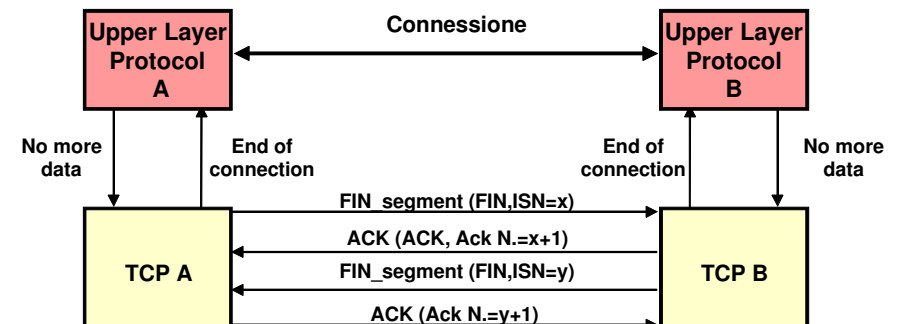 Connessione
Upper Layer
Protocol
A
Upper Layer
Protocol
B
No more
data
End of
connection
End of
connection
No more
data
FIN_segment (FIN,ISN=x)
ACK (ACK, Ack N.=x+1)
FIN_segment (FIN,ISN=y)
ACK (Ack N.=y+1)
TCP A
TCP B